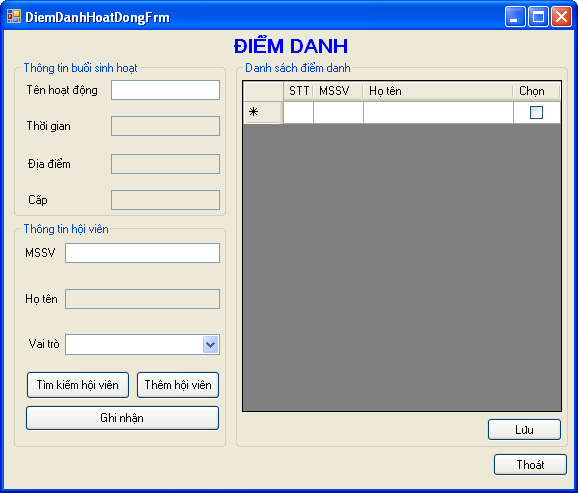 DiemDanhHoatDongFrm
ĐIỂM DANH
Thông tin buổi sinh hoạt
Tên hoạt động
Thời gian
Địa điểm
Cấp
Thông tin hội viên
MSSV
Họ tên
Vai trò
Tìm kiếm hội viên
Thêm hội viên
Ghi nhận
Danh sách điểm danh
STT MSSV Họ tên Chọn
*
Lưu
Thoát